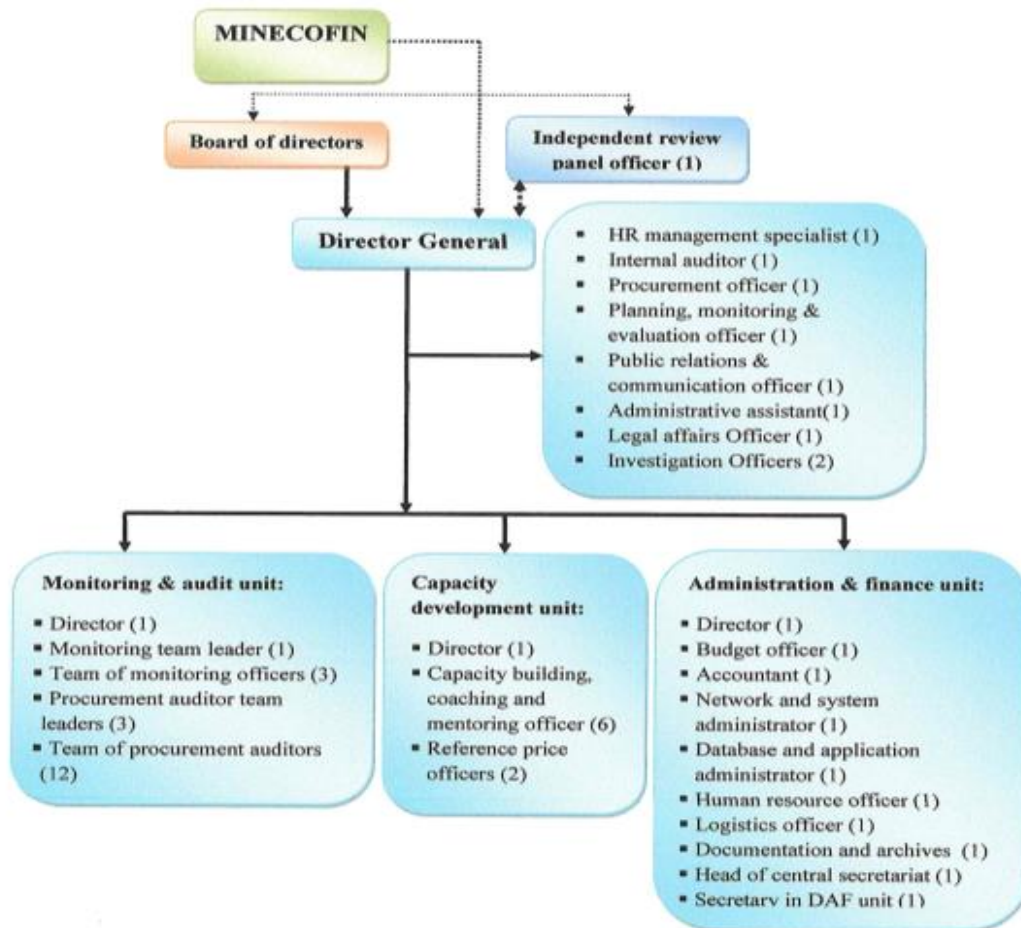 MINECOFIN
Board of directors
Independent review
panel officer (1)
Director General
▪ HR management specialist (1)
▪ Internal auditor (1)
▪ Procurement officer (1)
▪ Planning, monitoring &
evaluation officer (1)
▪ Public relations &
communication officer (1)
▪ Administrative assistant(1)
▪ Legal affairs Officer (1)
▪ Investigation Officers (2)
Monitoring & audit unit:
▪ Director (1)
▪ Monitoring team leader (1)
▪ Team of monitoring officers (3)
▪ Procurement auditor team
leaders (3)
▪ Team of procurement auditors
(12)
Capacity
development unit:
▪ Director (1)
▪ Capacity building,
coaching and
mentoring officer (6)
▪ Reference price
officers (2)
Administration & finance unit:
▪ Director (1)
▪ Budget officer (1)
▪ Accountant (1)
▪ Network and system
administrator (1)
▪ Database and application
administrator (1)
▪ Human resource officer (1)
▪ Logistics officer (1)
▪ Documentation and archives (1)
▪ Head of central secretariat (1)
▪ Secretary in DAF unit (1)